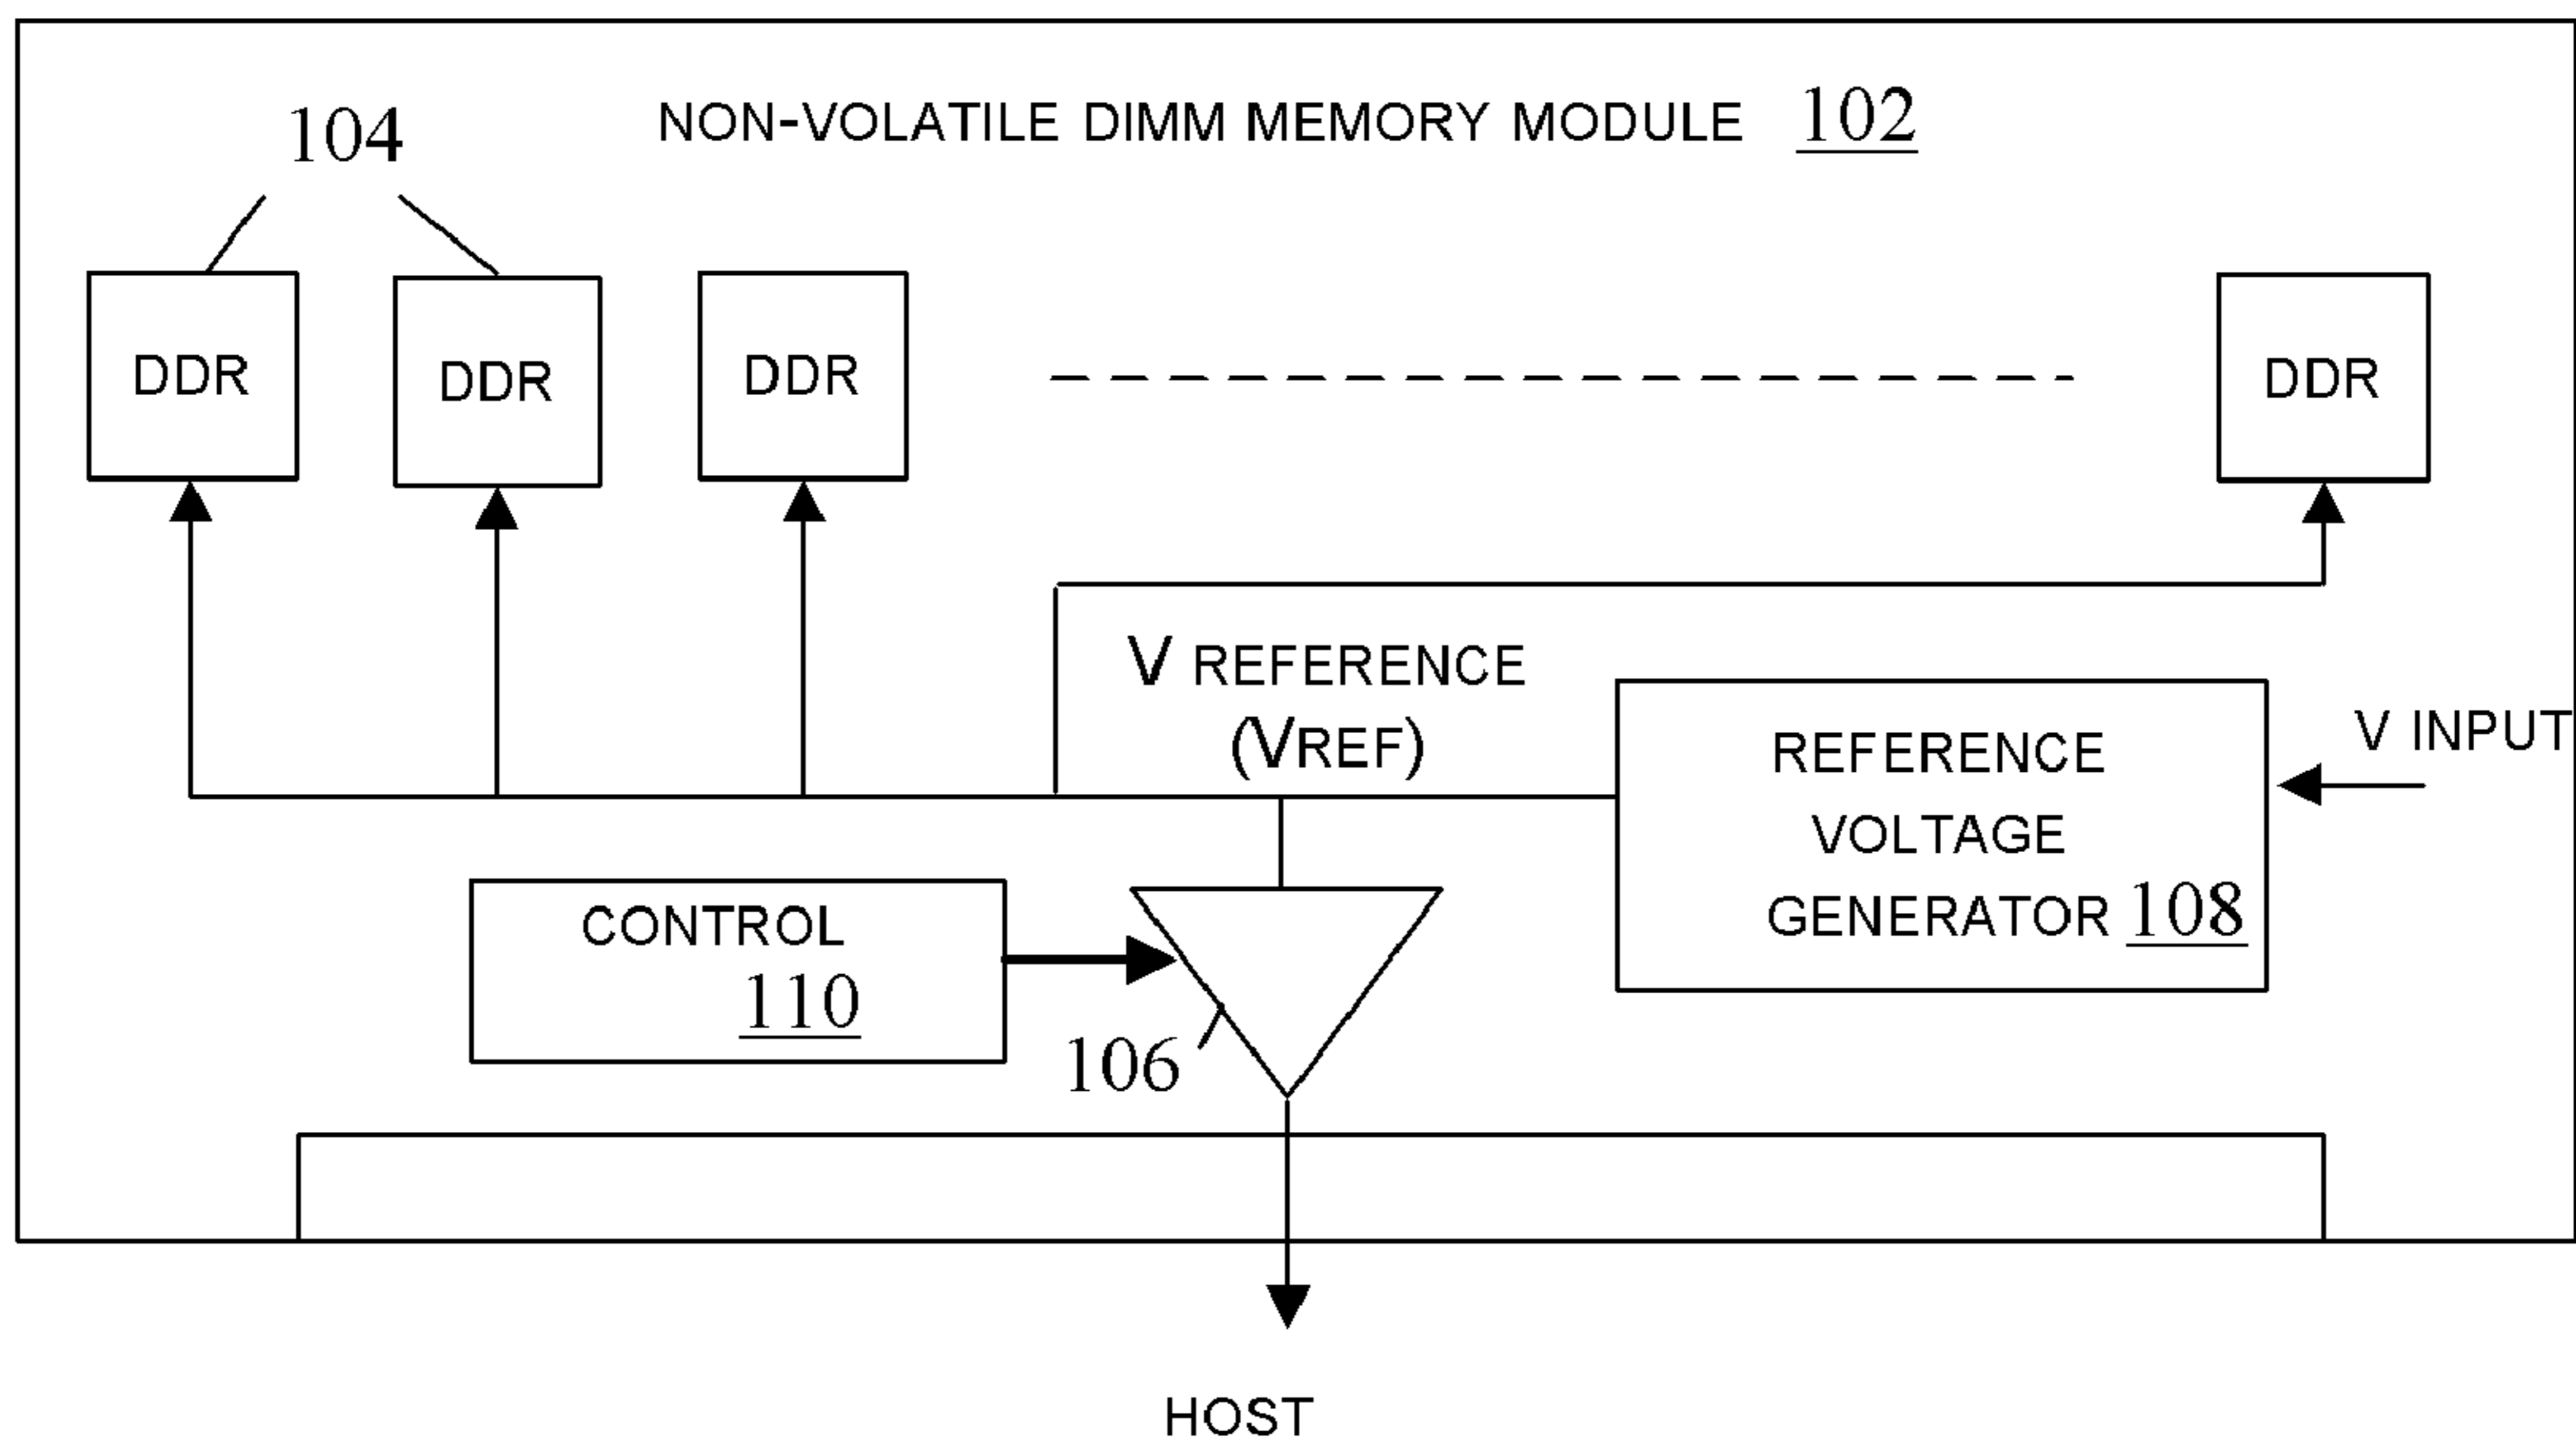 NON-VOLATILE DIMM MEMORY MODULE 102
104
DDR
DDR
DDR
DDR
V REFERENCE
(VREF)
V INPUT
REFERENCE
VOLTAGE
GENERATOR 108
CONTROL
110
106
HOST